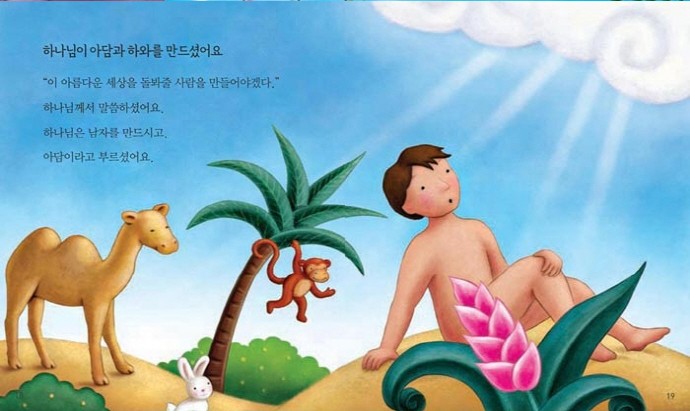 하나님이 아담과 하와를 만드셨어요
“이 아름다운 세상을 돌봐줄 사람을 만들어야겠다.”
하나님께서 말씀하셨어요.
하나님은 남자를 만드시고,
아담이라고 부르셨어요.
19